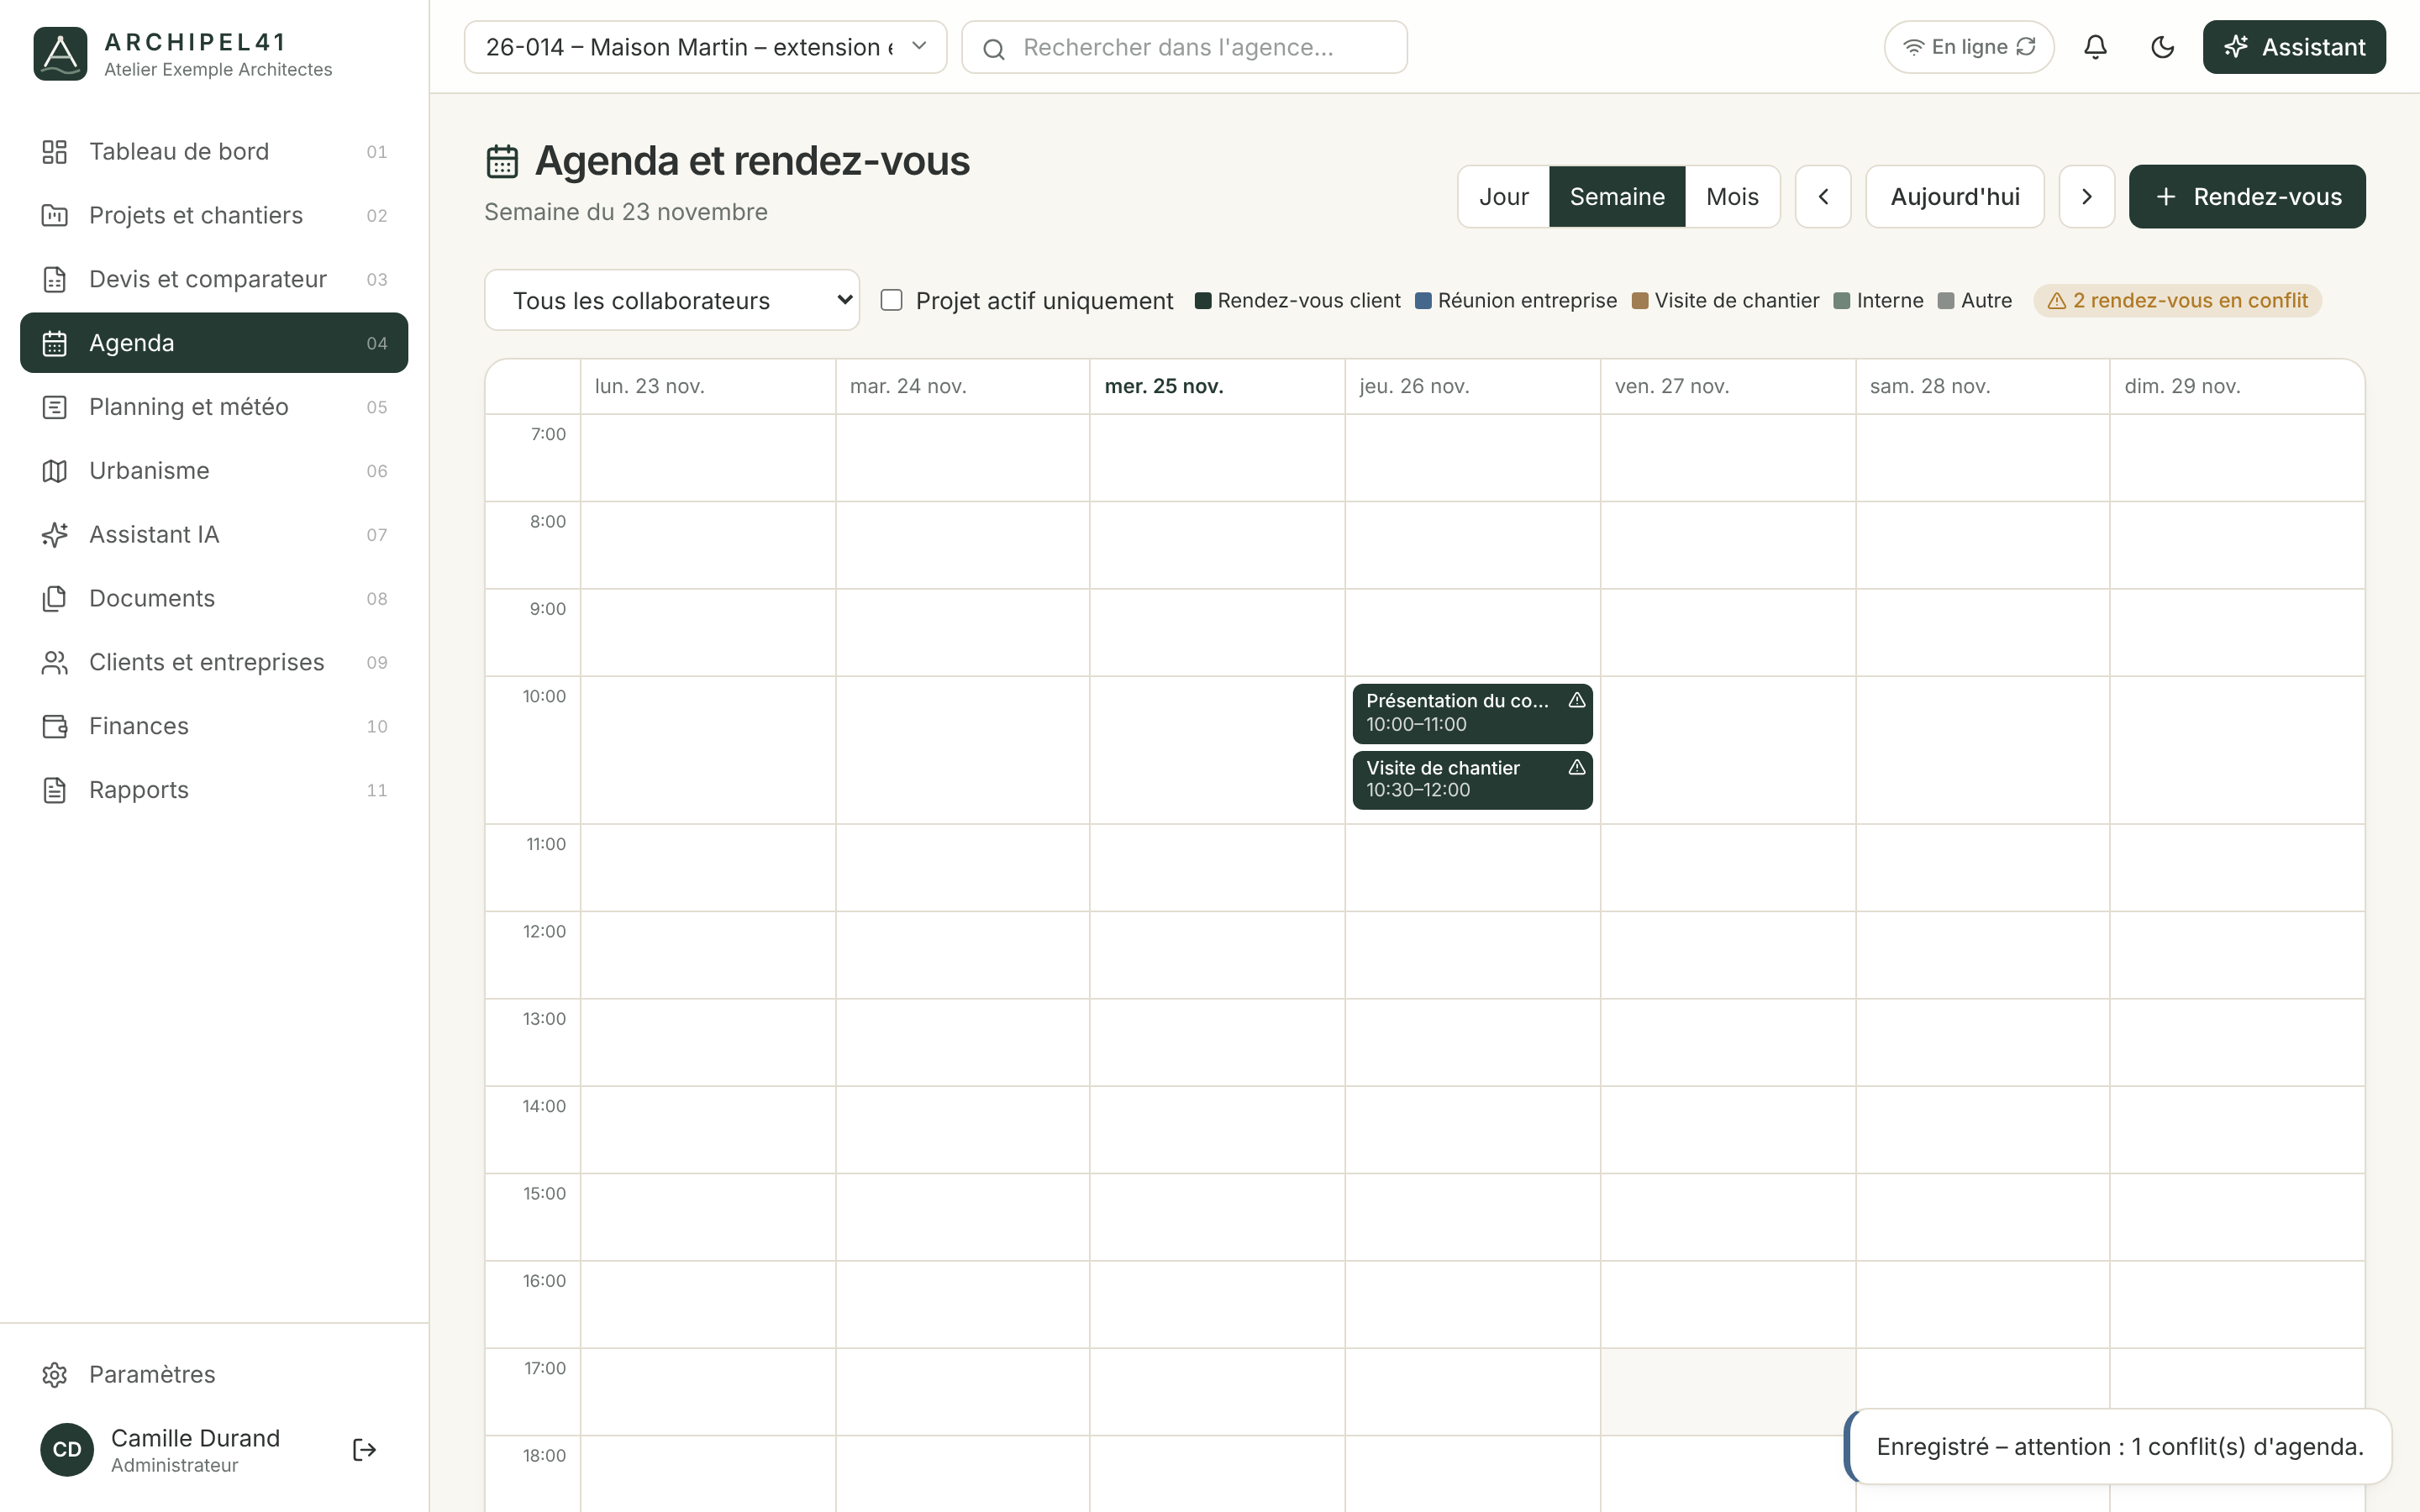 ARCHIPEL41
Atelier Exemple Architectes
Tableau de bord 01
Projets et chantiers 02
Devis et comparateur 03
Agenda 04
Planning et météo 05
Urbanisme 06
Assistant IA 07
Documents 08
Clients et entreprises 09
Finances 10
Rapports 11
Paramètres
CD
Camille Durand
Administrateur
26-014 – Maison Martin – extension
Rechercher dans l'agence...
En ligne
Assistant
Agenda et rendez-vous
Semaine du 23 novembre
Jour Semaine Mois Aujourd'hui + Rendez-vous
Tous les collaborateurs Projet actif uniquement Rendez-vous client Réunion entreprise Visite de chantier Interne Autre 2 rendez-vous en conflit
lun. 23 nov. mar. 24 nov. mer. 25 nov. jeu. 26 nov. ven. 27 nov. sam. 28 nov. dim. 29 nov.
7:00
8:00
9:00
10:00
Présentation du co...
10:00–11:00
Visite de chantier
10:30–12:00
11:00
12:00
13:00
14:00
15:00
16:00
17:00
18:00
Enregistré – attention : 1 conflit(s) d'agenda.